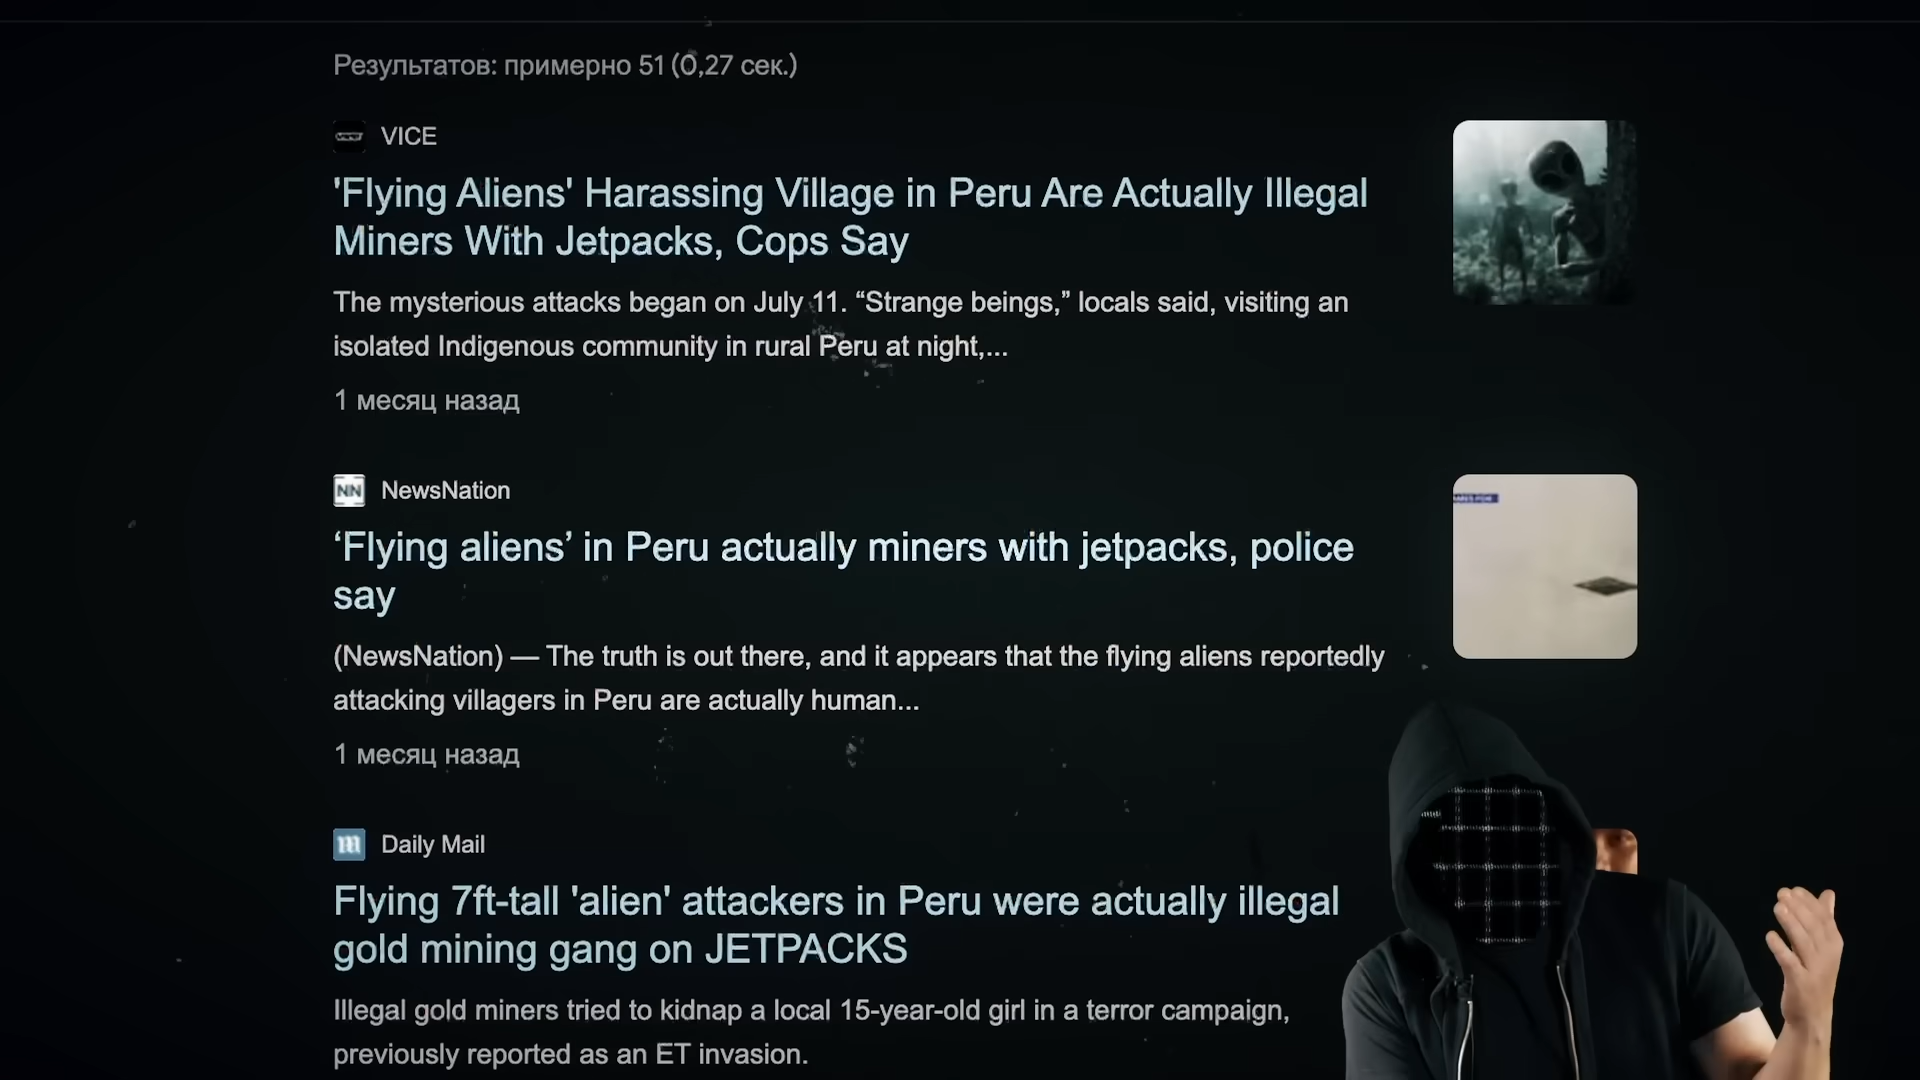 Результатов: примерно 51 (0,27 сек.)
VICE
'Flying Aliens' Harassing Village in Peru Are Actually Illegal
Miners With Jetpacks, Cops Say
The mysterious attacks began on July 11. “Strange beings,” locals said, visiting an
isolated Indigenous community in rural Peru at night,...
1 месяц назад
NN
NewsNation
‘Flying aliens’ in Peru actually miners with jetpacks, police
say
(NewsNation) — The truth is out there, and it appears that the flying aliens reportedly
attacking villagers in Peru are actually human...
1 месяц назад
m
Daily Mail
Flying 7ft-tall 'alien' attackers in Peru were actually illegal
gold mining gang on JETPACKS
Illegal gold miners tried to kidnap a local 15-year-old girl in a terror campaign,
previously reported as an ET invasion.